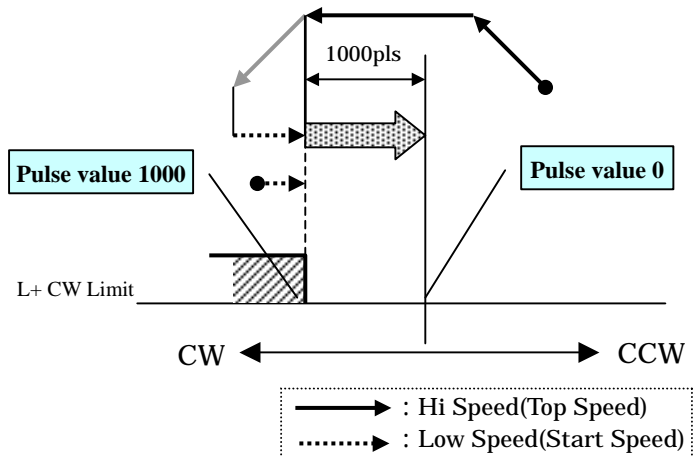 1000pls
Pulse value 1000
Pulse value 0
L+ CW Limit
CW
CCW
: Hi Speed(Top Speed)
: Low Speed(Start Speed)